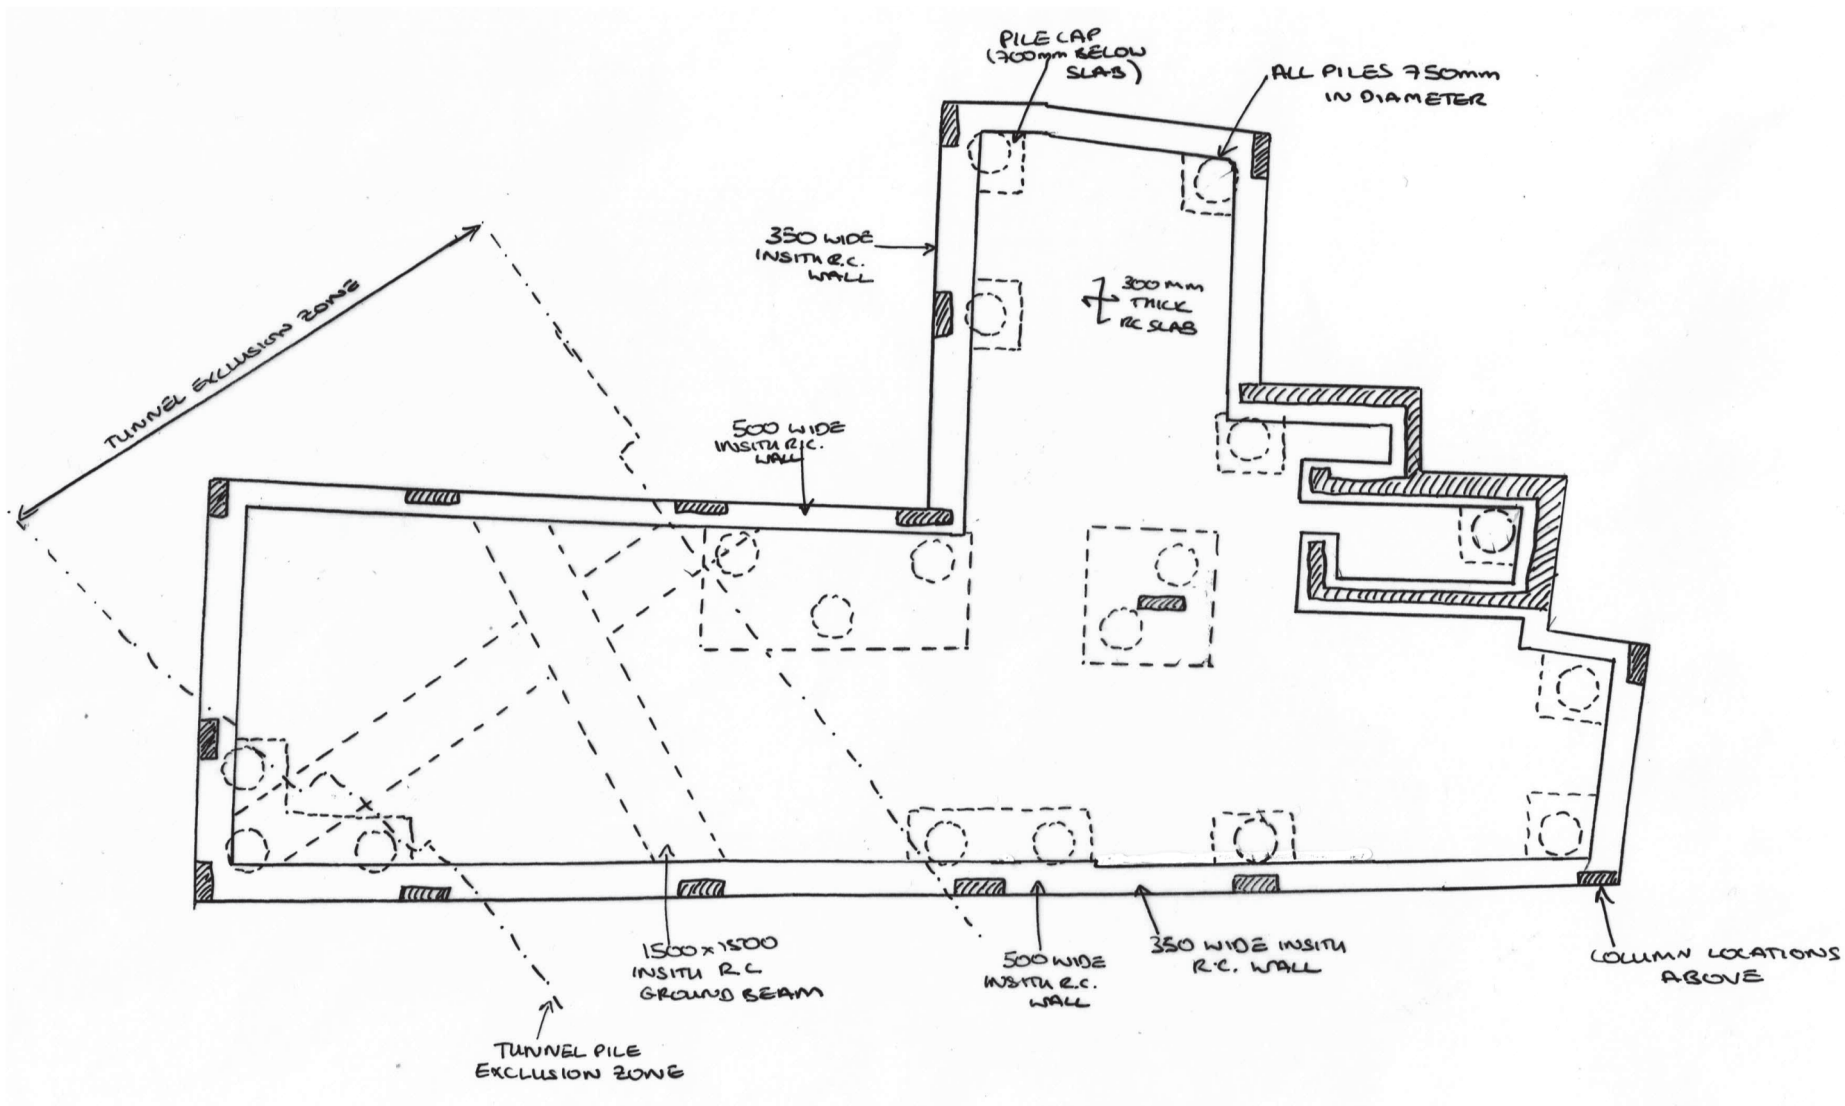 PILE CAP
(700mm BELOW
SLAB)
ALL PILES 750mm
IN DIAMETER
350 WIDE
INSITU R.C.
WALL
300MM
THICK
RC SLAB
TUNNEL EXCLUSION ZONE
500 WIDE
INSITU R.C.
WALL
1500 x 1500
INSITU R.C
GROUND BEAM
500 WIDE
INSITU R.C.
WALL
350 WIDE INSITU
R.C. WALL
COLUMN LOCATIONS
ABOVE
TUNNEL PILE
EXCLUSION ZONE